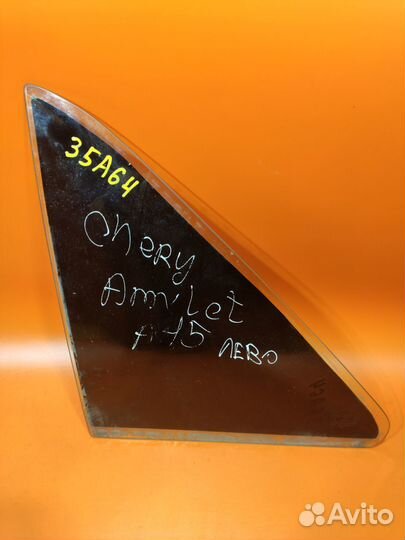 35A64
Chery
Amulet
A15 ЛЕВО
Avito